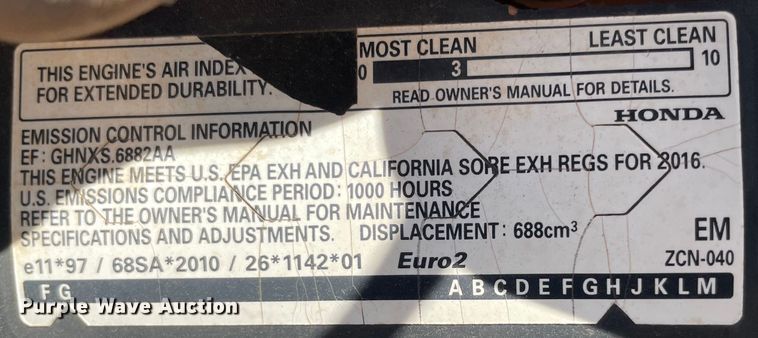 THIS ENGINE'S AIR INDEX
FOR EXTENDED DURABILITY.
MOST CLEAN LEAST CLEAN
0 3 10
READ OWNER'S MANUAL FOR DETAILS.
HONDA
EMISSION CONTROL INFORMATION
EF: GHNXS.6882AA
THIS ENGINE MEETS U.S. EPA EXH AND CALIFORNIA SORE EXH REGS FOR 2016.
U.S. EMISSIONS COMPLIANCE PERIOD: 1000 HOURS
REFER TO THE OWNER'S MANUAL FOR MAINTENANCE
SPECIFICATIONS AND ADJUSTMENTS. DISPLACEMENT: 688cm³ EM
e11*97 / 68SA*2010 / 26*1142*01 Euro2 ZCN-040
F G A B C D E F G H J K L M
Purple Wave Auction